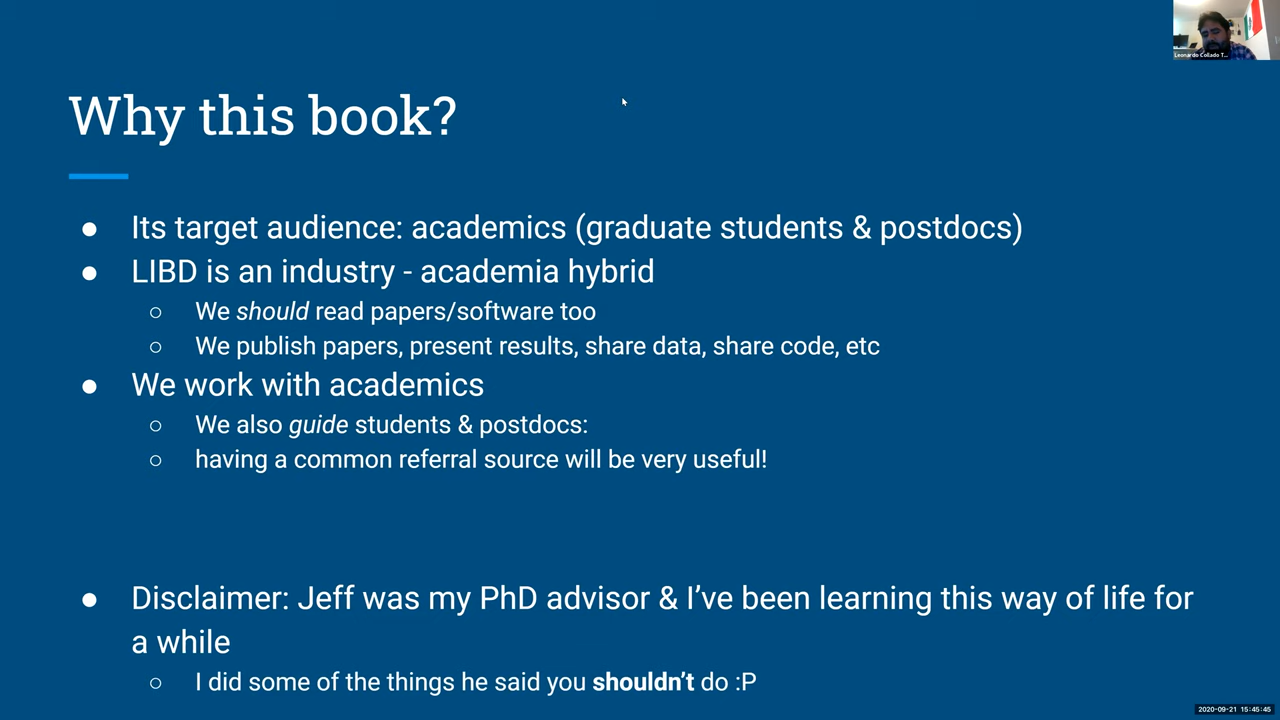 Leonardo Collado T...
Why this book?
● Its target audience: academics (graduate students & postdocs)
● LIBD is an industry - academia hybrid
○ We should read papers/software too
○ We publish papers, present results, share data, share code, etc
● We work with academics
○ We also guide students & postdocs:
○ having a common referral source will be very useful!
● Disclaimer: Jeff was my PhD advisor & I've been learning this way of life for
a while
○ I did some of the things he said you shouldn't do :P
2020-09-21 15:45:45